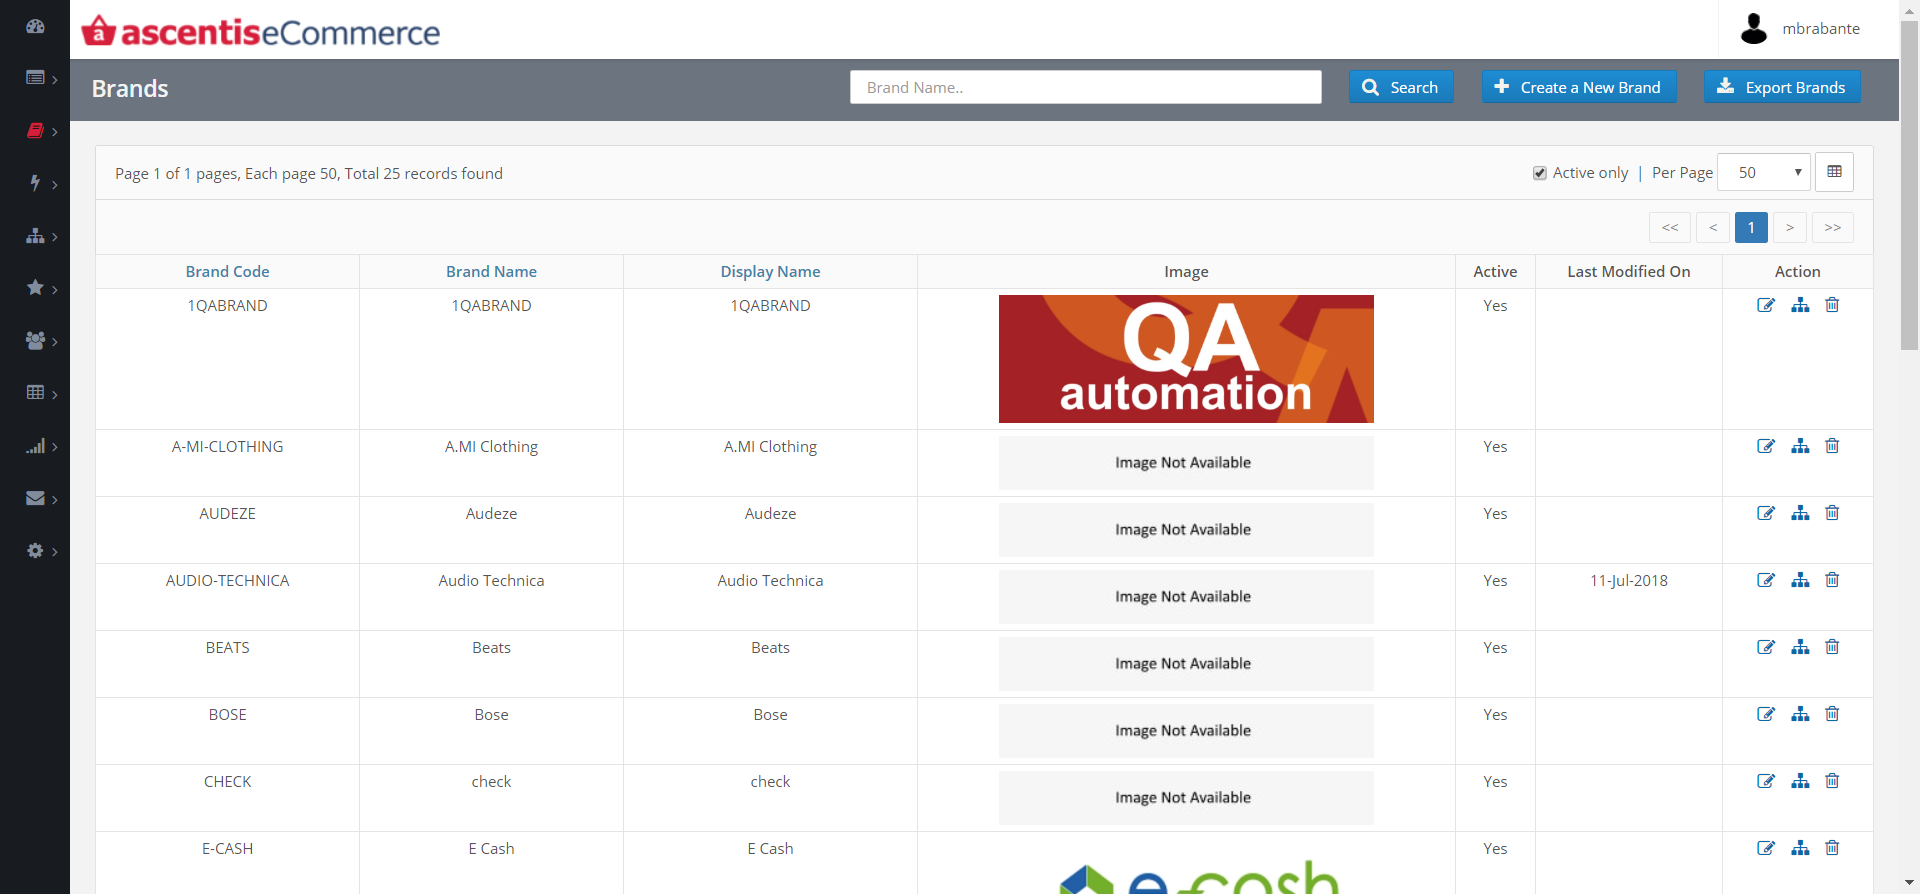 a ascentiseCommerce
mbrabante
Brands
Brand Name..
Search
Create a New Brand
Export Brands
Page 1 of 1 pages, Each page 50, Total 25 records found
Active only | Per Page 50
<< < 1 > >>
Brand Code Brand Name Display Name Image Active Last Modified On Action
1QABRAND 1QABRAND 1QABRAND Yes
QA
automation
A-MI-CLOTHING A.MI Clothing A.MI Clothing Image Not Available Yes
AUDEZE Audeze Audeze Image Not Available Yes
AUDIO-TECHNICA Audio Technica Audio Technica Image Not Available Yes 11-Jul-2018
BEATS Beats Beats Image Not Available Yes
BOSE Bose Bose Image Not Available Yes
CHECK check check Image Not Available Yes
E-CASH E Cash E Cash Yes
e-cash